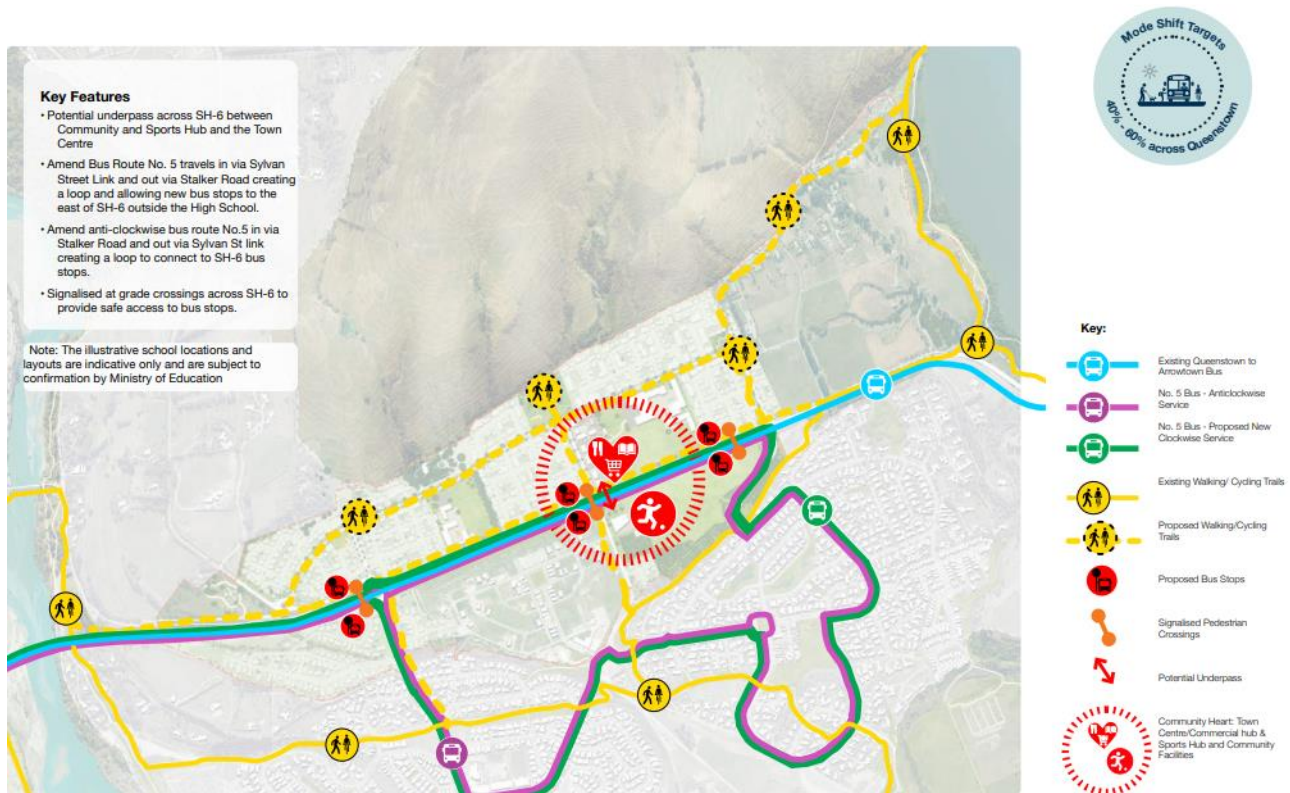 Mode Shift Targets
40% - 60% across Queenstown
Key Features
• Potential underpass across SH-6 between
Community and Sports Hub and the Town
Centre
• Amend Bus Route No. 5 travels in via Sylvan
Street Link and out via Stalker Road creating
a loop and allowing new bus stops to the
east of SH-6 outside the High School.
• Amend anti-clockwise bus route No.5 in via
Stalker Road and out via Sylvan St link
creating a loop to connect to SH-6 bus
stops.
• Signalised at grade crossings across SH-6 to
provide safe access to bus stops.
Note: The illustrative school locations and
layouts are indicative only and are subject to
confirmation by Ministry of Education
Key:
Existing Queenstown to
Arrowtown Bus
No. 5 Bus - Anticlockwise
Service
No. 5 Bus - Proposed New
Clockwise Service
Existing Walking/ Cycling Trails
Proposed Walking/Cycling
Trails
Proposed Bus Stops
Signalised Pedestrian
Crossings
Potential Underpass
Community Heart: Town
Centre/Commercial hub &
Sports Hub and Community
Facilities